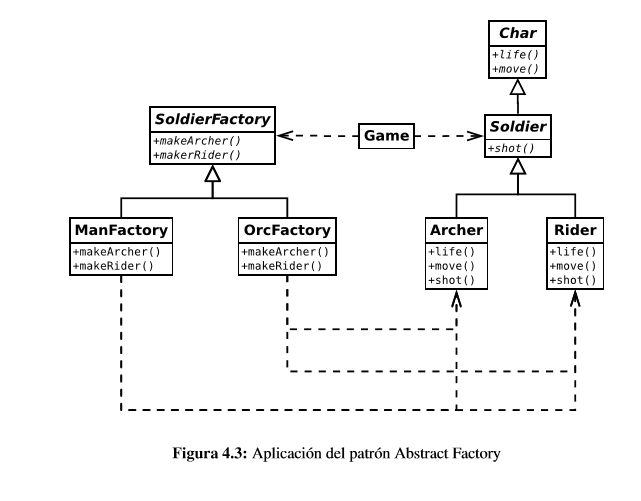 Char
+life()
+move()
SoldierFactory
+makeArcher()
+makerRider()
Game
Soldier
+shot()
ManFactory
+makeArcher()
+makeRider()
OrcFactory
+makeArcher()
+makeRider()
Archer
+life()
+move()
+shot()
Rider
+life()
+move()
+shot()
Figura 4.3: Aplicación del patrón Abstract Factory